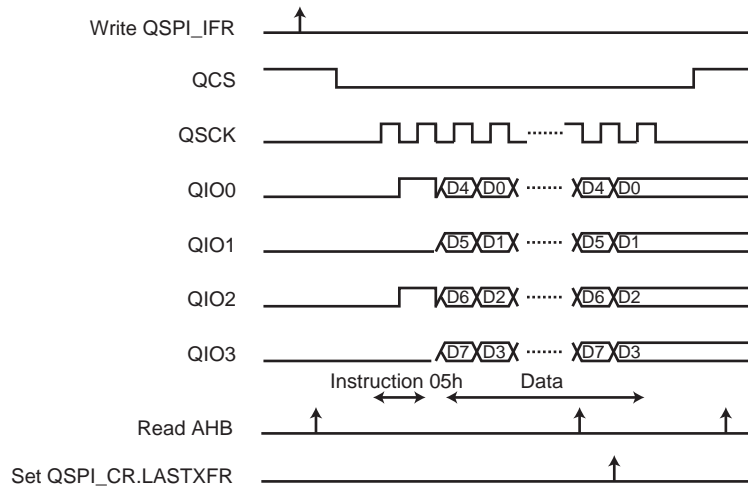 Write QSPI_IFR
QCS
QSCK
QIO0 D4 D0 D4 D0
QIO1 D5 D1 D5 D1
QIO2 D6 D2 D6 D2
QIO3 D7 D3 D7 D3
Instruction 05h Data
Read AHB
Set QSPI_CR.LASTXFR